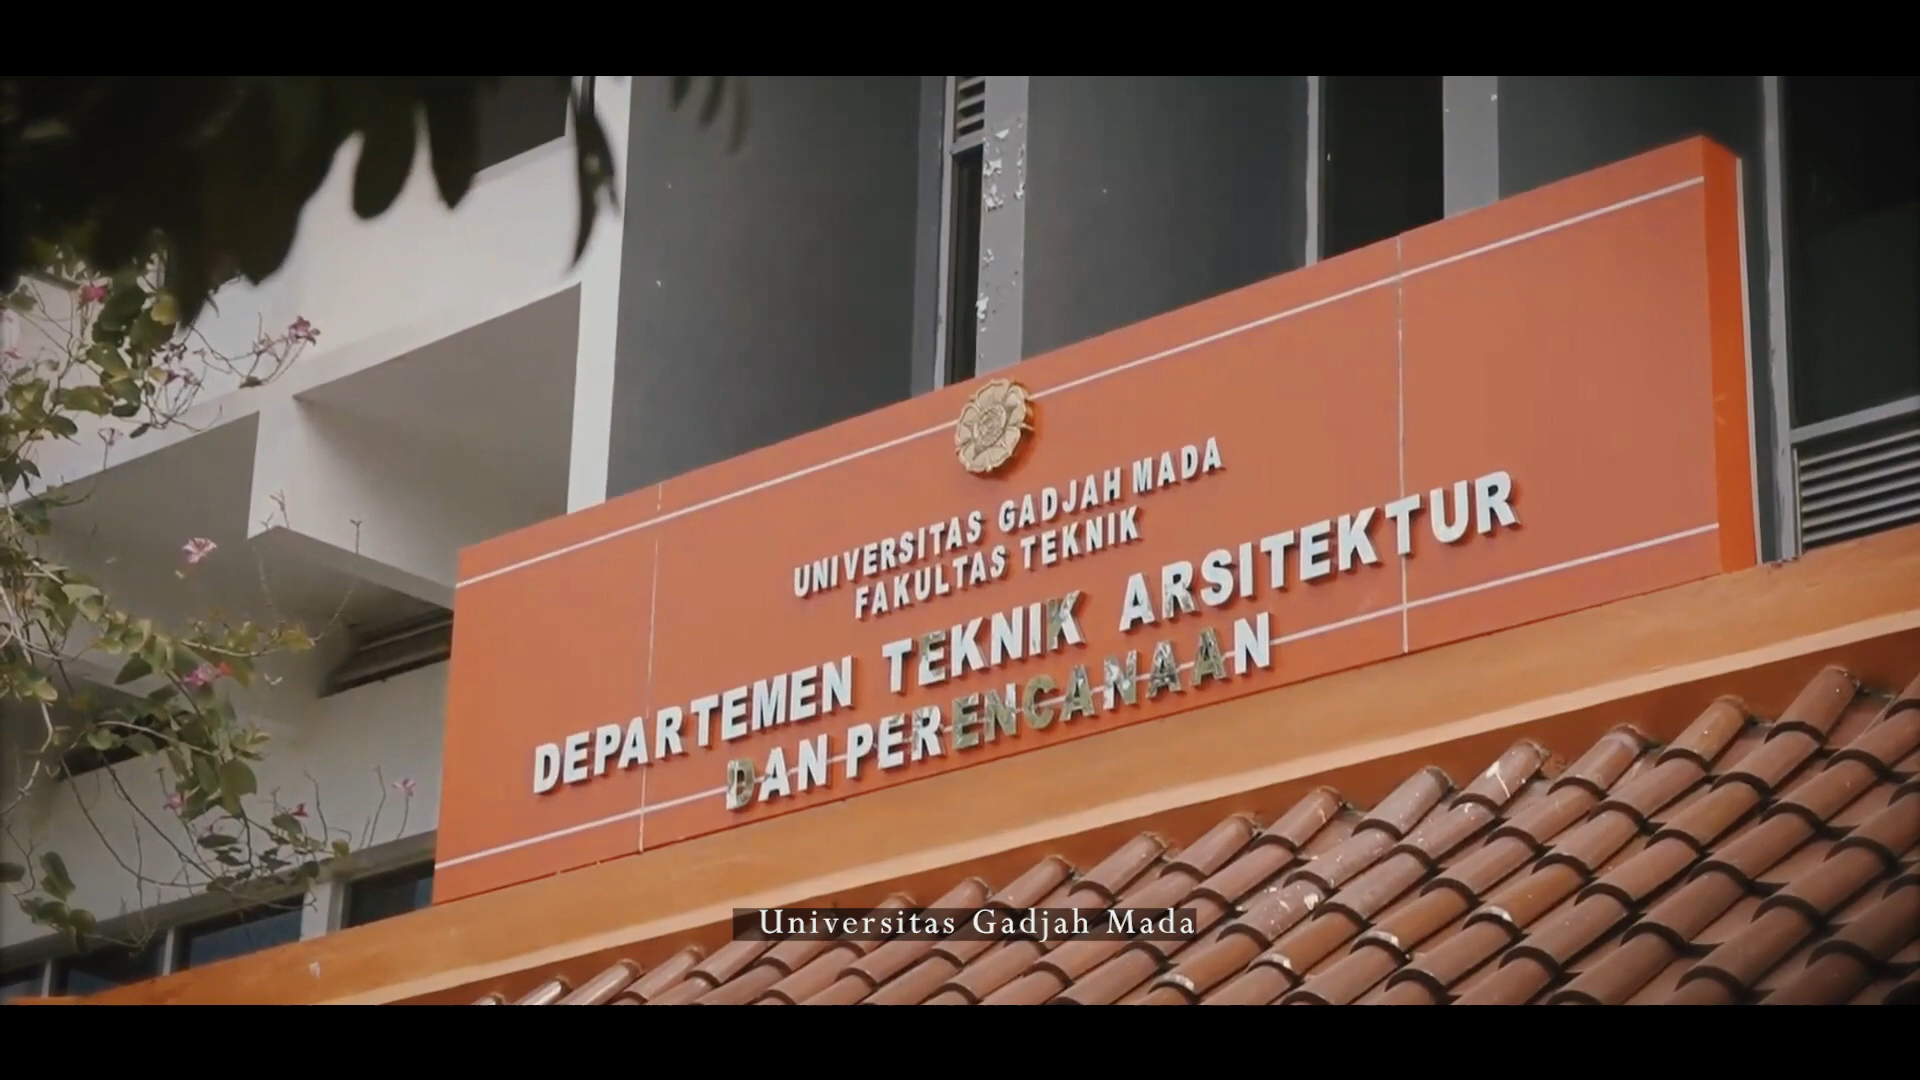 UNIVERSITAS GADJAH MADA
FAKULTAS TEKNIK
DEPARTEMEN TEKNIK ARSITEKTUR
DAN PERENCANAAN
Universitas Gadjah Mada